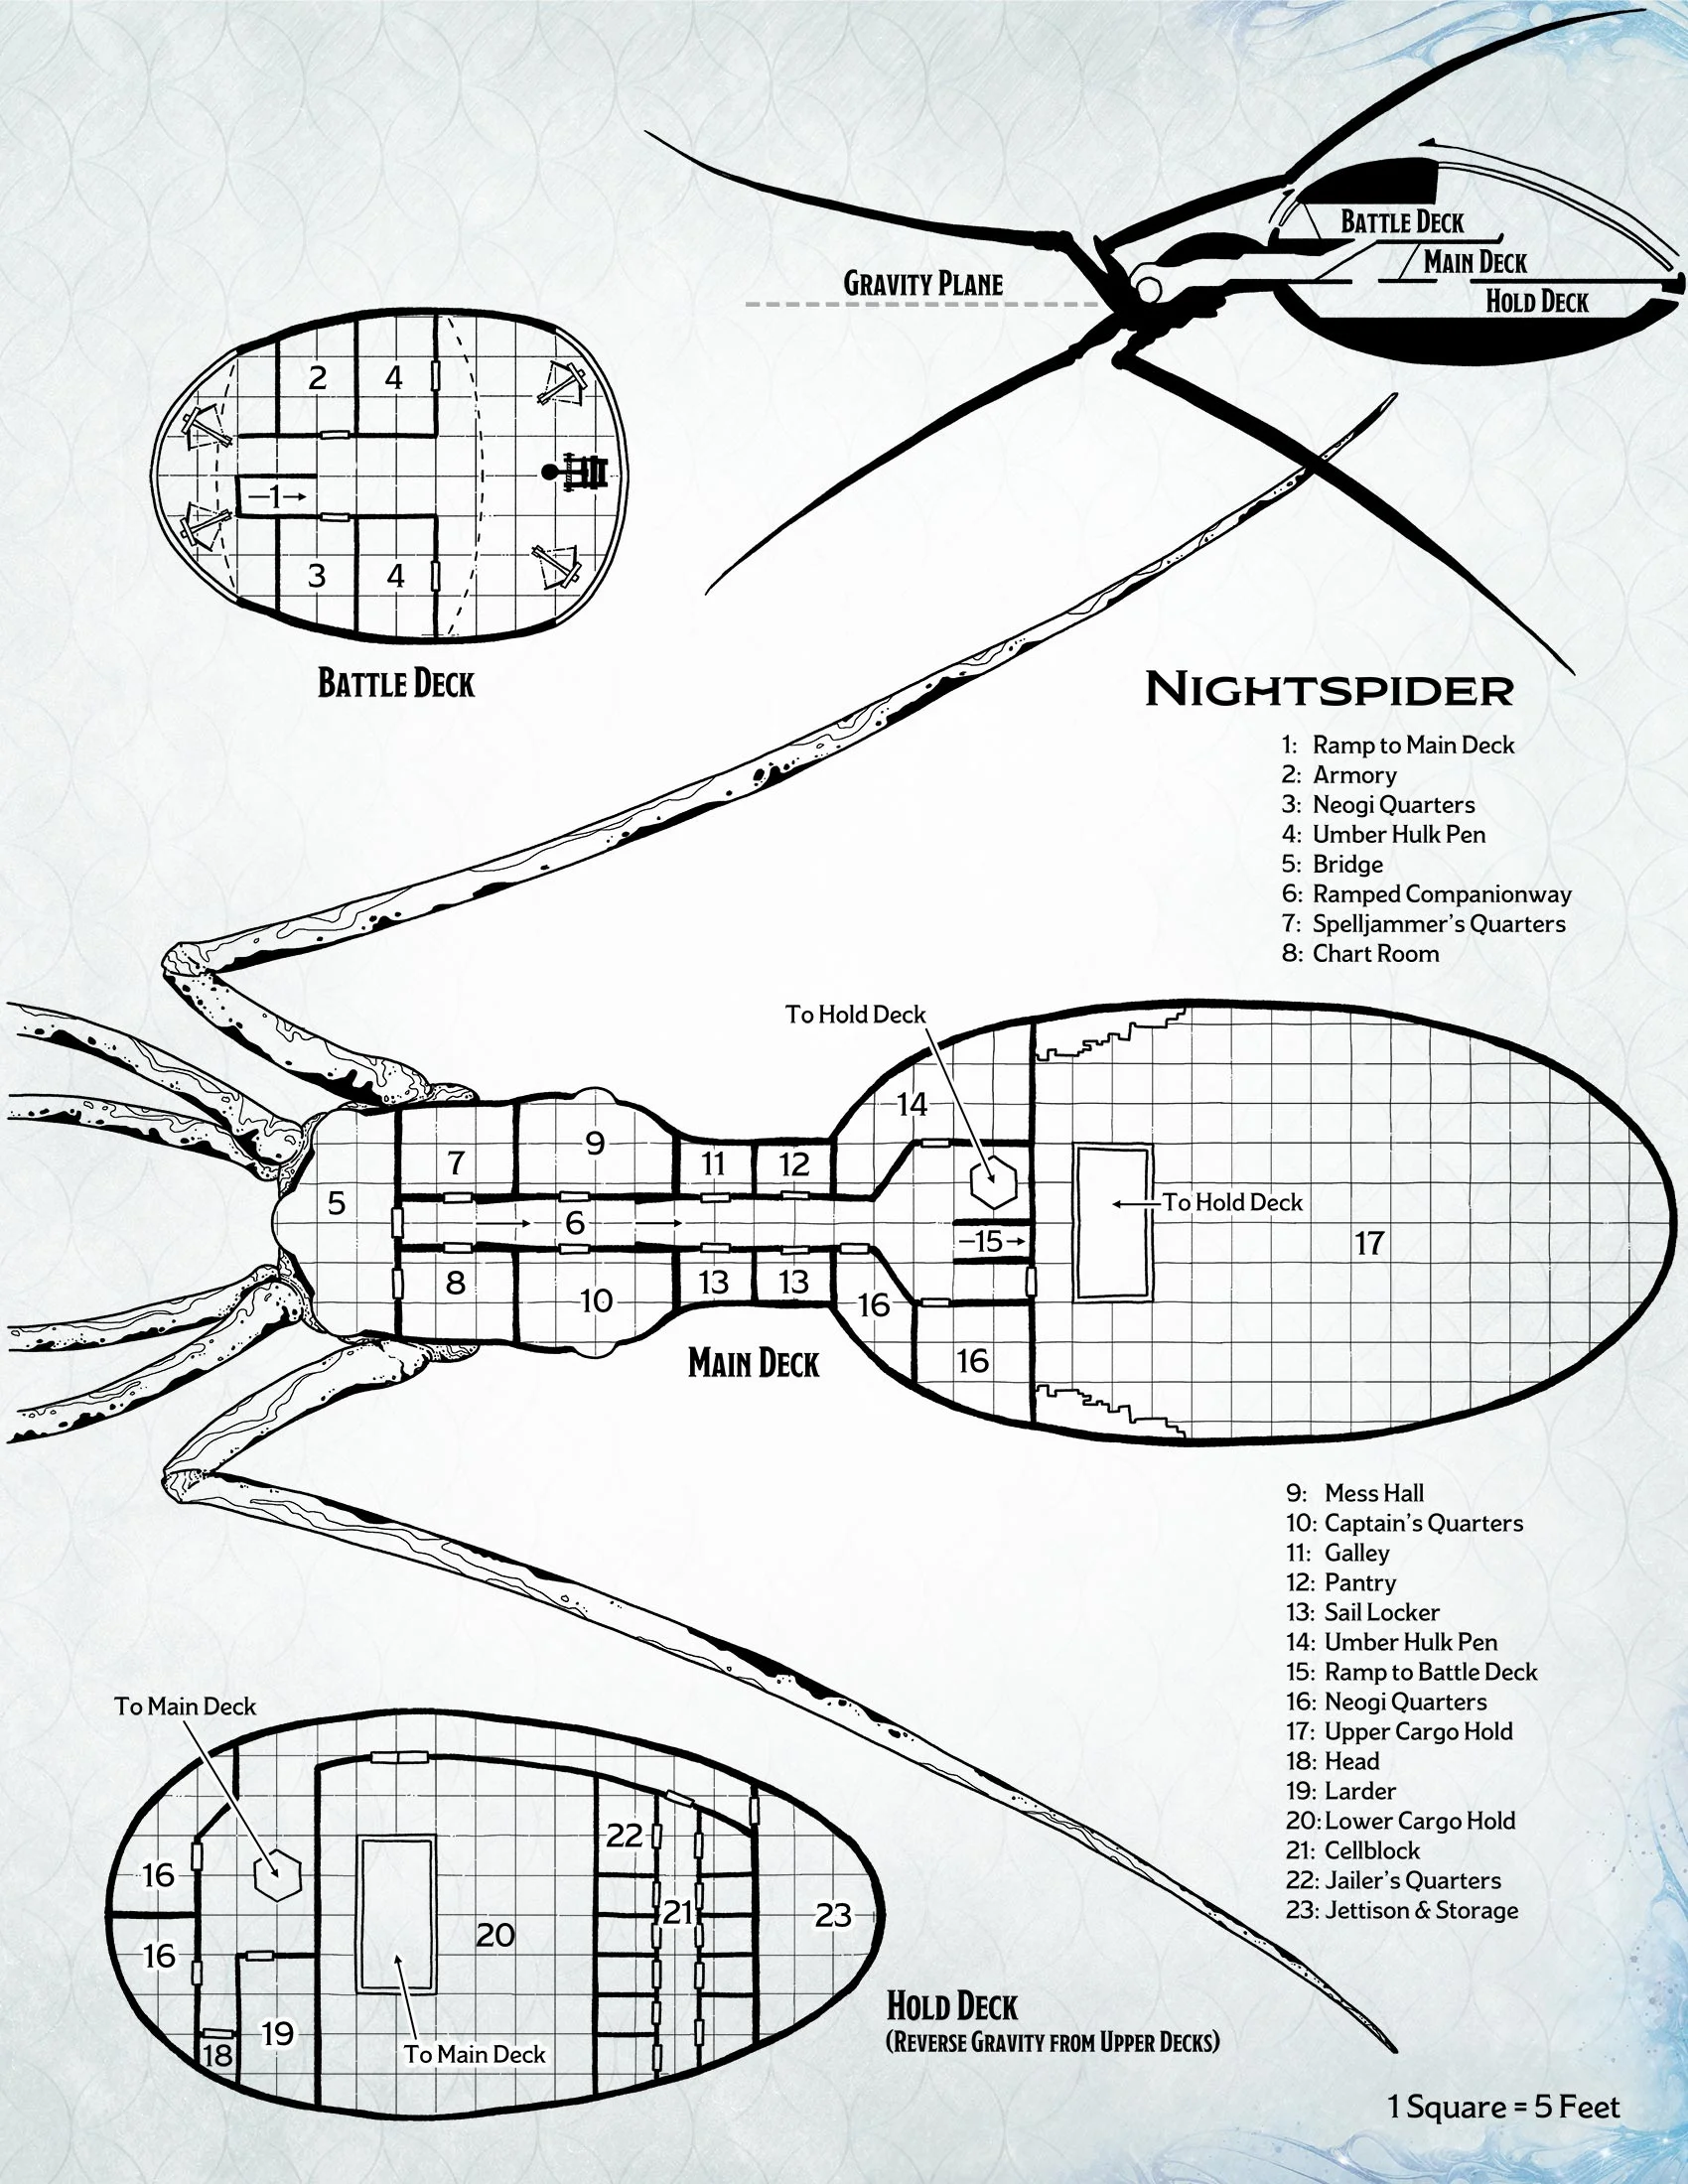 Battle Deck
Main Deck
Hold Deck
Gravity Plane
2
4
1
3
4
Battle Deck
Nightspider
1: Ramp to Main Deck
2: Armory
3: Neogi Quarters
4: Umber Hulk Pen
5: Bridge
6: Ramped Companionway
7: Spelljammer's Quarters
8: Chart Room
To Hold Deck
14
9
7
11
12
5
6
To Hold Deck
15
17
8
13
13
10
16
16
Main Deck
9: Mess Hall
10: Captain's Quarters
11: Galley
12: Pantry
13: Sail Locker
14: Umber Hulk Pen
15: Ramp to Battle Deck
16: Neogi Quarters
17: Upper Cargo Hold
18: Head
19: Larder
20: Lower Cargo Hold
21: Cellblock
22: Jailer's Quarters
23: Jettison & Storage
To Main Deck
22
16
21
23
20
16
19
18
To Main Deck
Hold Deck
(Reverse Gravity from Upper Decks)
1 Square = 5 Feet